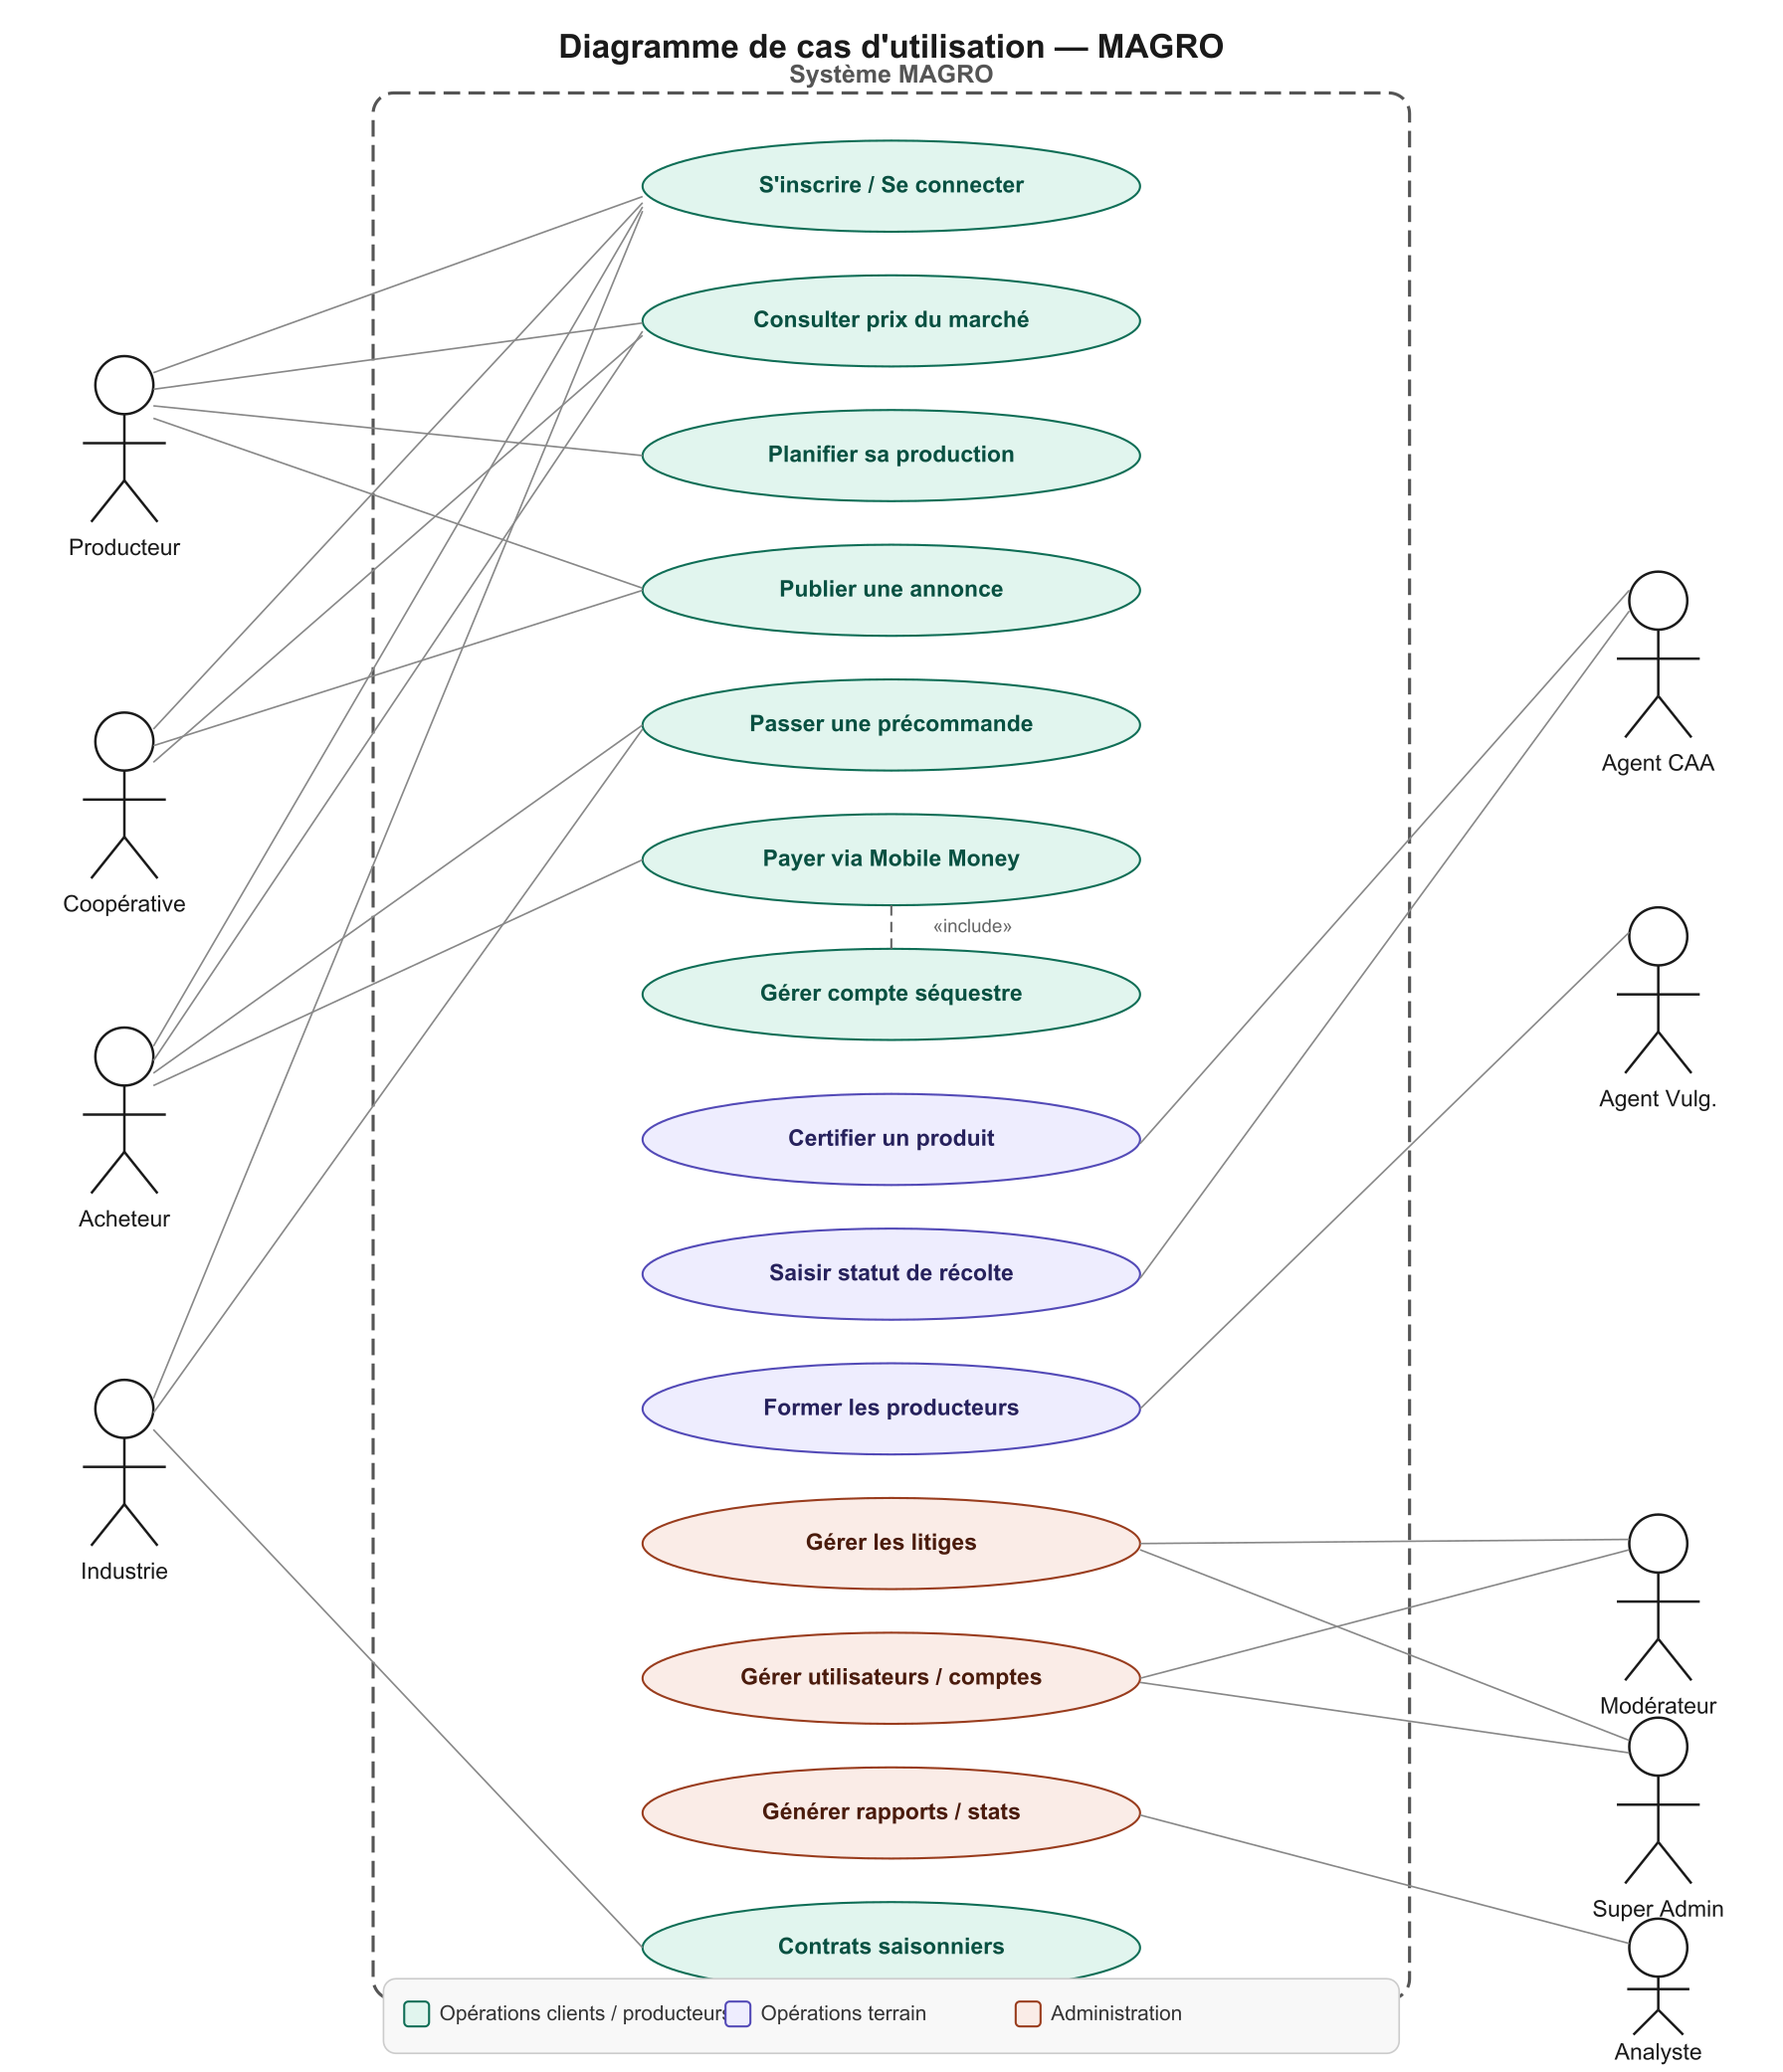 Diagramme de cas d'utilisation — MAGRO
Système MAGRO
S'inscrire / Se connecter
Consulter prix du marché
Planifier sa production
Producteur
Publier une annonce
Passer une précommande
Agent CAA
Payer via Mobile Money
Coopérative
«include»
Gérer compte séquestre
Agent Vulg.
Certifier un produit
Acheteur
Saisir statut de récolte
Former les producteurs
Gérer les litiges
Industrie
Gérer utilisateurs / comptes
Modérateur
Générer rapports / stats
Super Admin
Contrats saisonniers
Opérations clients / producteurs
Opérations terrain
Administration
Analyste